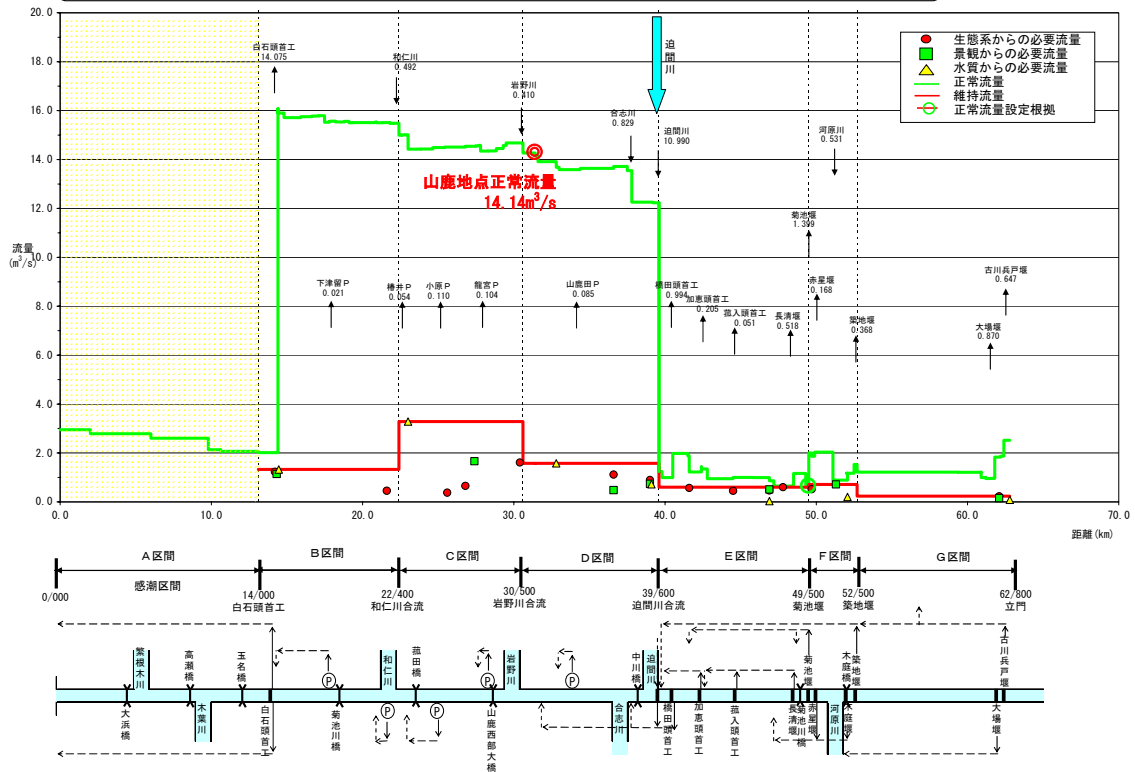 20.0
18.0
16.0
14.0
12.0
10.0
8.0
6.0
4.0
2.0
0.0
流量
(m³/s)
白石頭首工
14.075
和仁川
0.492
岩野川
0.410
合志川
0.829
迫間川
迫間川
10.990
河原川
0.531
生態系からの必要流量
景観からの必要流量
水質からの必要流量
正常流量
維持流量
正常流量設定根拠
山鹿地点正常流量
14.14m³/s
下津留P
0.021
椿井P
0.054
小原P
0.110
龍宮P
0.104
山鹿田P
0.085
橋田頭首工
0.994
加恵頭首工
0.205
菰入頭首工
0.051
長清堰
0.518
菊池堰
1.399
赤星堰
0.168
築地堰
0.368
大場堰
0.870
古川兵戸堰
0.647
0.0 10.0 20.0 30.0 40.0 50.0 60.0 70.0
距離(km)
A区間 B区間 C区間 D区間 E区間 F区間 G区間
感潮区間
0/000
14/000
白石頭首工
22/400
和仁川合流
30/500
岩野川合流
39/600
迫間川合流
49/500
菊池堰
52/500
築地堰
62/800
立門
繁根木川
高瀬橋
玉名橋
P
和仁川
菰田橋
P
岩野川
P
中川橋
迫間川
菊池堰
木庭橋
築地堰
古川兵戸堰
大浜橋
木葉川
白石頭首工
菊池川橋
P
P
山鹿西部大橋
合志川
橋田頭首工
加恵頭首工
菰入頭首工
長清堰
菊池川橋
赤星堰
河原川
木庭堰
大場堰